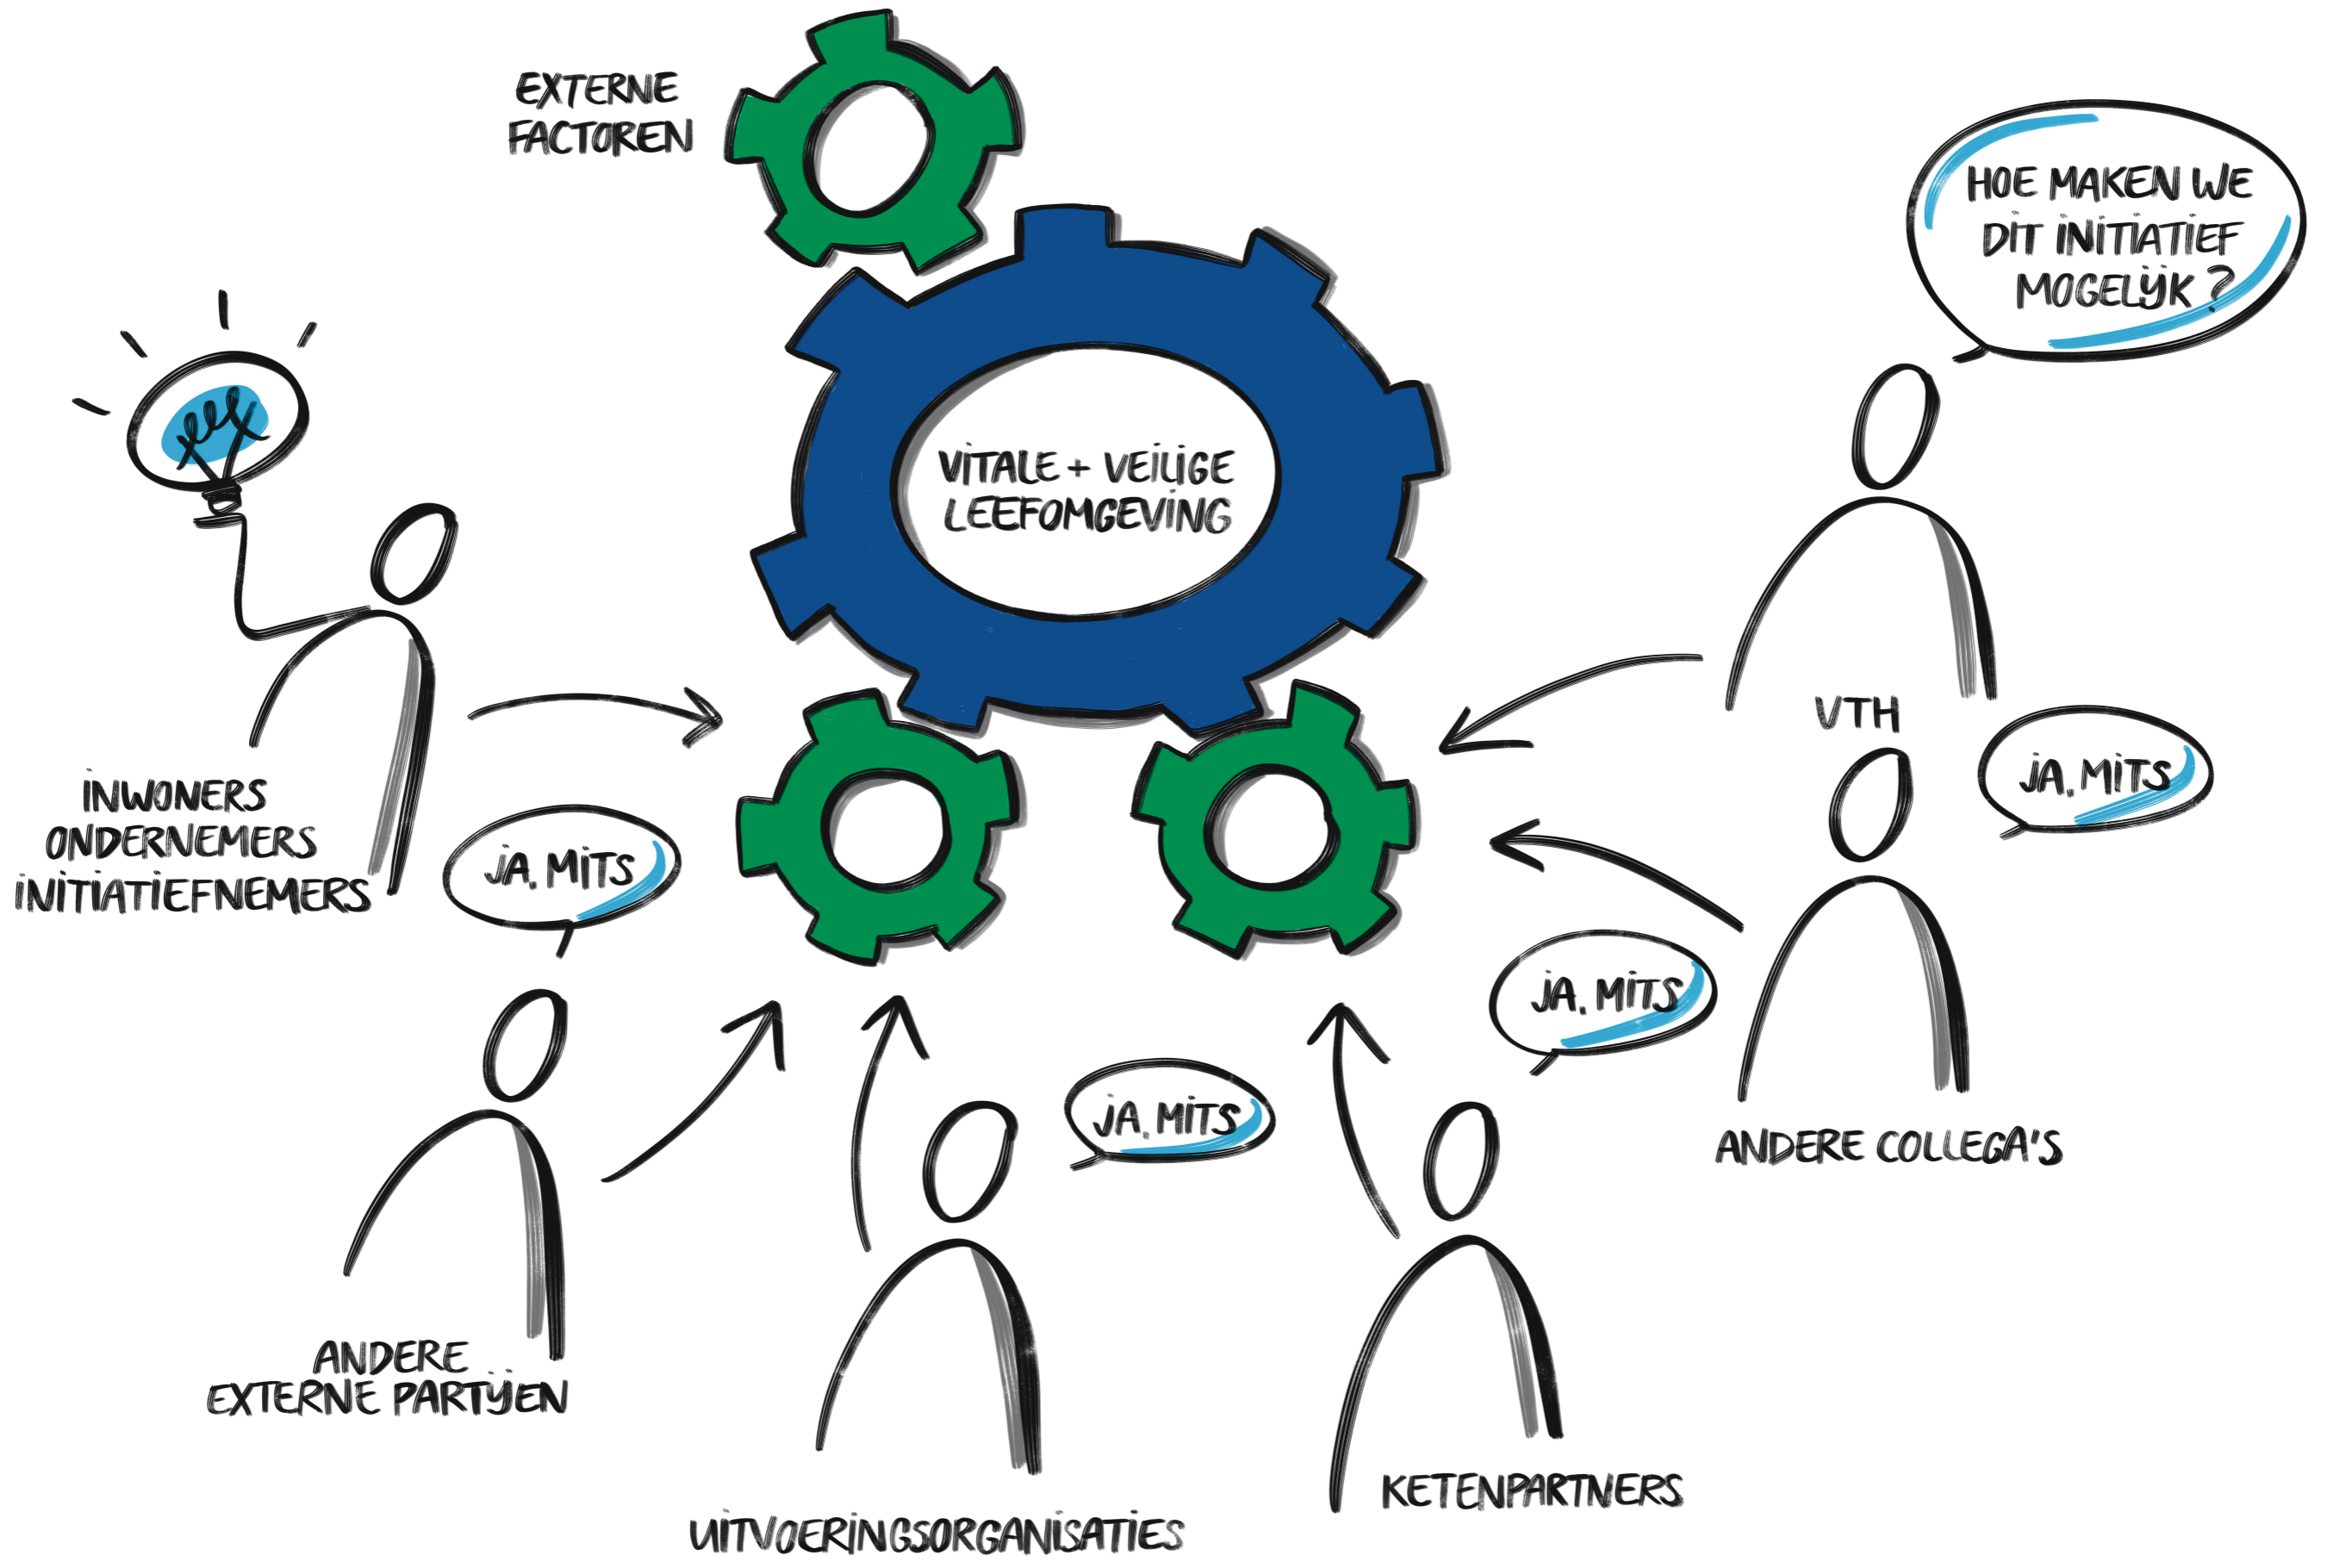 EXTERNE
FACTOREN
HOE MAKEN WE
DIT INITIATIEF
MOGELIJK?
VITALE + VEILIGE
LEEFOMGEVING
VTH
JA, MITS
INWONERS
ONDERNEMERS
INITIATIEFNEMERS
JA, MITS
JA, MITS
JA, MITS
ANDERE COLLEGA'S
ANDERE
EXTERNE PARTIJEN
KETENPARTNERS
UITVOERINGSORGANISATIES